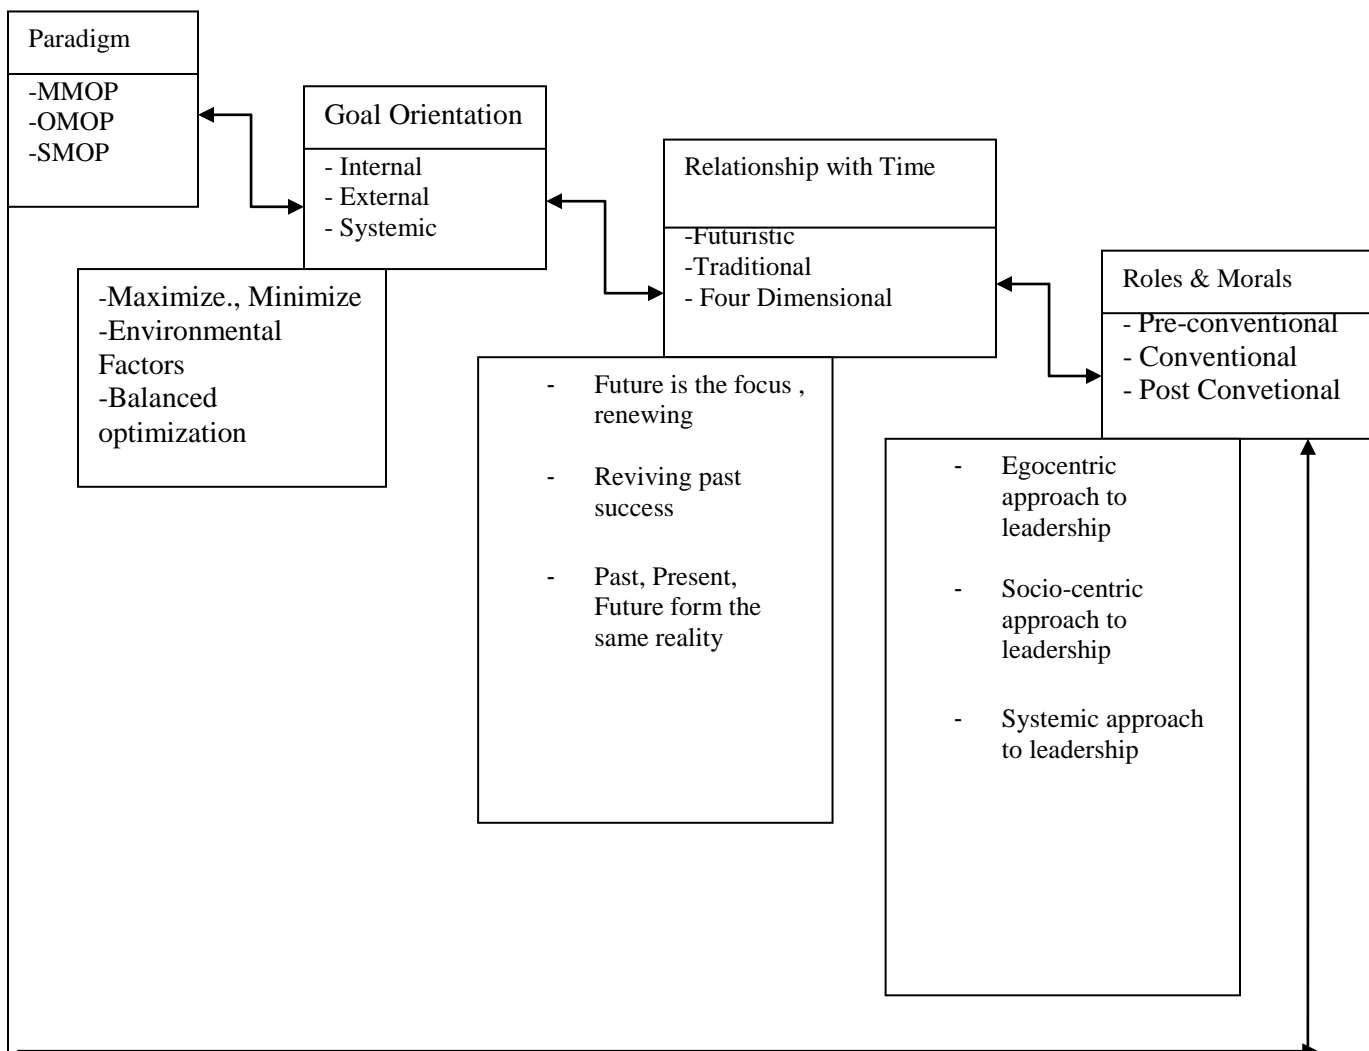 Paradigm
-MMOP
-OMOP
-SMOP
Goal Orientation
- Internal
- External
- Systemic
-Maximize., Minimize
-Environmental
Factors
-Balanced
optimization
Relationship with Time
-Futuristic
-Traditional
- Four Dimensional
- Future is the focus ,
renewing
- Reviving past
success
- Past, Present,
Future form the
same reality
Roles & Morals
- Pre-conventional
- Conventional
- Post Convetional
- Egocentric
approach to
leadership
- Socio-centric
approach to
leadership
- Systemic approach
to leadership